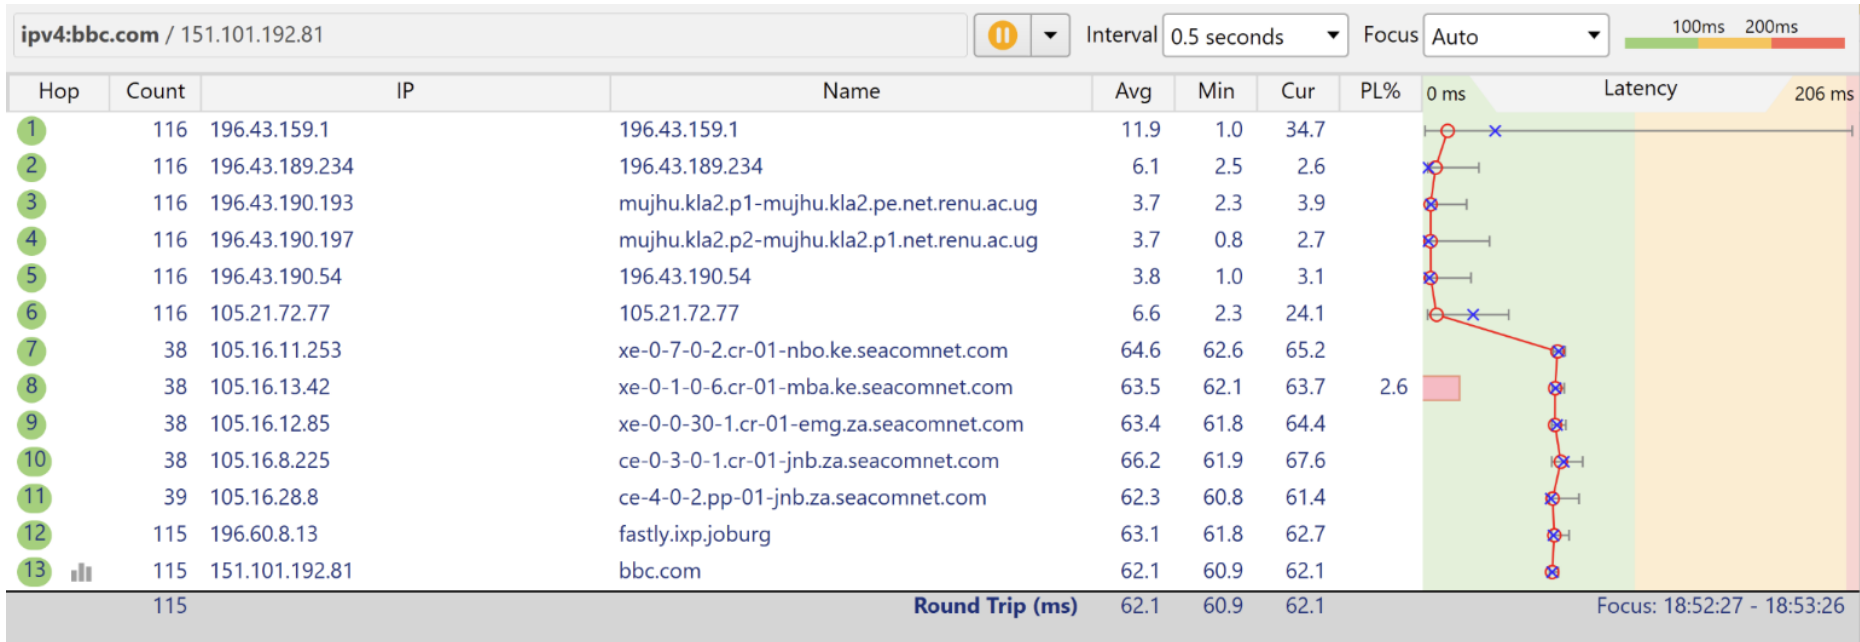 ipv4:bbc.com / 151.101.192.81 Interval 0.5 seconds Focus Auto 100ms 200ms
Hop Count IP Name Avg Min Cur PL% 0 ms Latency 206 ms
1 116 196.43.159.1 196.43.159.1 11.9 1.0 34.7
2 116 196.43.189.234 196.43.189.234 6.1 2.5 2.6
3 116 196.43.190.193 mujhu.kla2.p1-mujhu.kla2.pe.net.renu.ac.ug 3.7 2.3 3.9
4 116 196.43.190.197 mujhu.kla2.p2-mujhu.kla2.p1.net.renu.ac.ug 3.7 0.8 2.7
5 116 196.43.190.54 196.43.190.54 3.8 1.0 3.1
6 116 105.21.72.77 105.21.72.77 6.6 2.3 24.1
7 38 105.16.11.253 xe-0-7-0-2.cr-01-nbo.ke.seacomnet.com 64.6 62.6 65.2
8 38 105.16.13.42 xe-0-1-0-6.cr-01-mba.ke.seacomnet.com 63.5 62.1 63.7 2.6
9 38 105.16.12.85 xe-0-0-30-1.cr-01-emg.za.seacomnet.com 63.4 61.8 64.4
10 38 105.16.8.225 ce-0-3-0-1.cr-01-jnb.za.seacomnet.com 66.2 61.9 67.6
11 39 105.16.28.8 ce-4-0-2.pp-01-jnb.za.seacomnet.com 62.3 60.8 61.4
12 115 196.60.8.13 fastly.ixp.joburg 63.1 61.8 62.7
13 115 151.101.192.81 bbc.com 62.1 60.9 62.1
115 Round Trip (ms) 62.1 60.9 62.1 Focus: 18:52:27 - 18:53:26